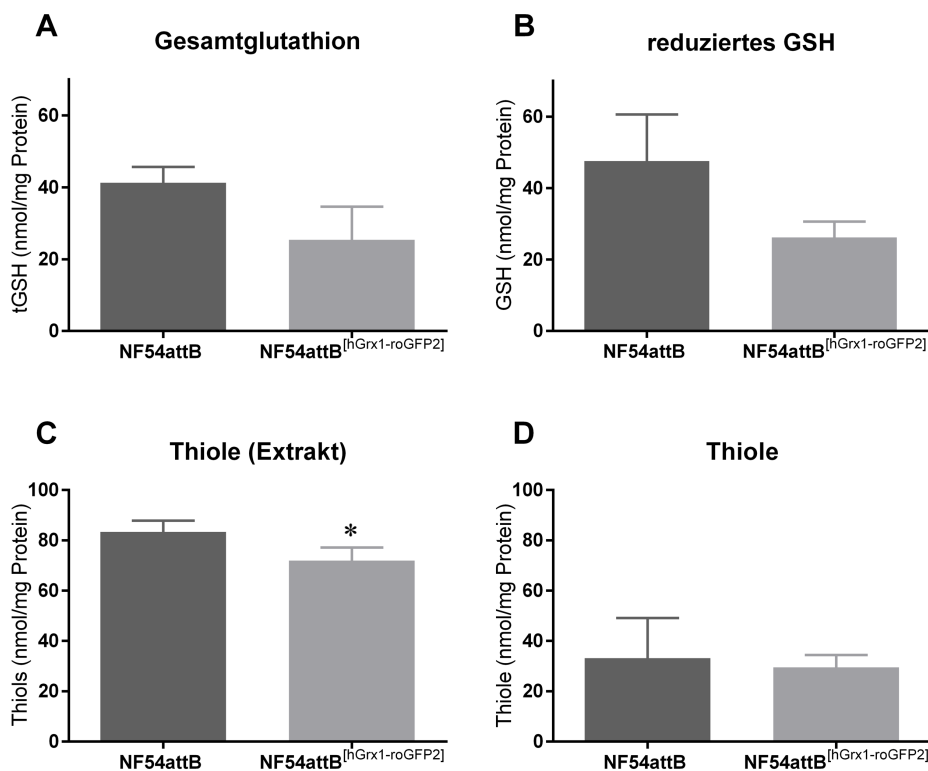 A
Gesamtglutathion
tGSH (nmol/mg Protein)
60
40
20
0
NF54attB
NF54attB[hGrx1-roGFP2]
B
reduziertes GSH
GSH (nmol/mg Protein)
60
40
20
0
NF54attB
NF54attB[hGrx1-roGFP2]
C
Thiole (Extrakt)
Thiols (nmol/mg Protein)
100
80
60
40
20
0
*
NF54attB
NF54attB[hGrx1-roGFP2]
D
Thiole
Thiole (nmol/mg Protein)
100
80
60
40
20
0
NF54attB
NF54attB[hGrx1-roGFP2]